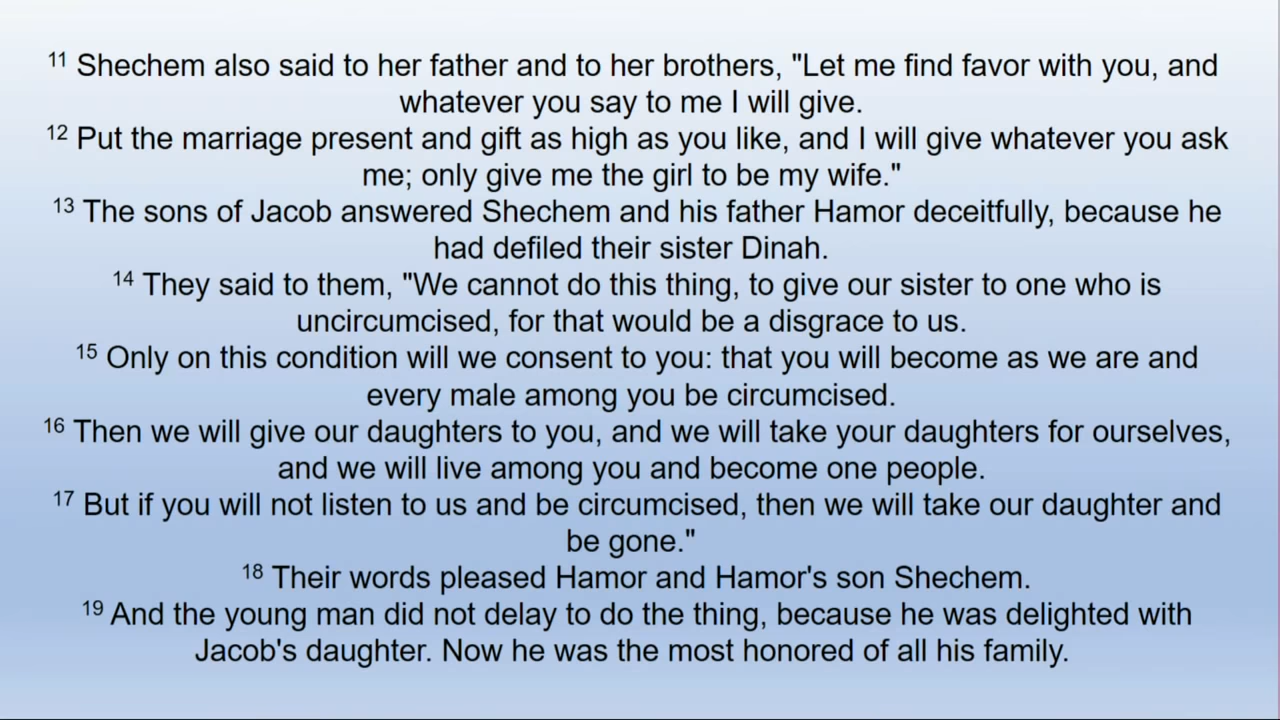 11 Shechem also said to her father and to her brothers, "Let me find favor with you, and
whatever you say to me I will give.
12 Put the marriage present and gift as high as you like, and I will give whatever you ask
me; only give me the girl to be my wife."
13 The sons of Jacob answered Shechem and his father Hamor deceitfully, because he
had defiled their sister Dinah.
14 They said to them, "We cannot do this thing, to give our sister to one who is
uncircumcised, for that would be a disgrace to us.
15 Only on this condition will we consent to you: that you will become as we are and
every male among you be circumcised.
16 Then we will give our daughters to you, and we will take your daughters for ourselves,
and we will live among you and become one people.
17 But if you will not listen to us and be circumcised, then we will take our daughter and
be gone."
18 Their words pleased Hamor and Hamor's son Shechem.
19 And the young man did not delay to do the thing, because he was delighted with
Jacob's daughter. Now he was the most honored of all his family.